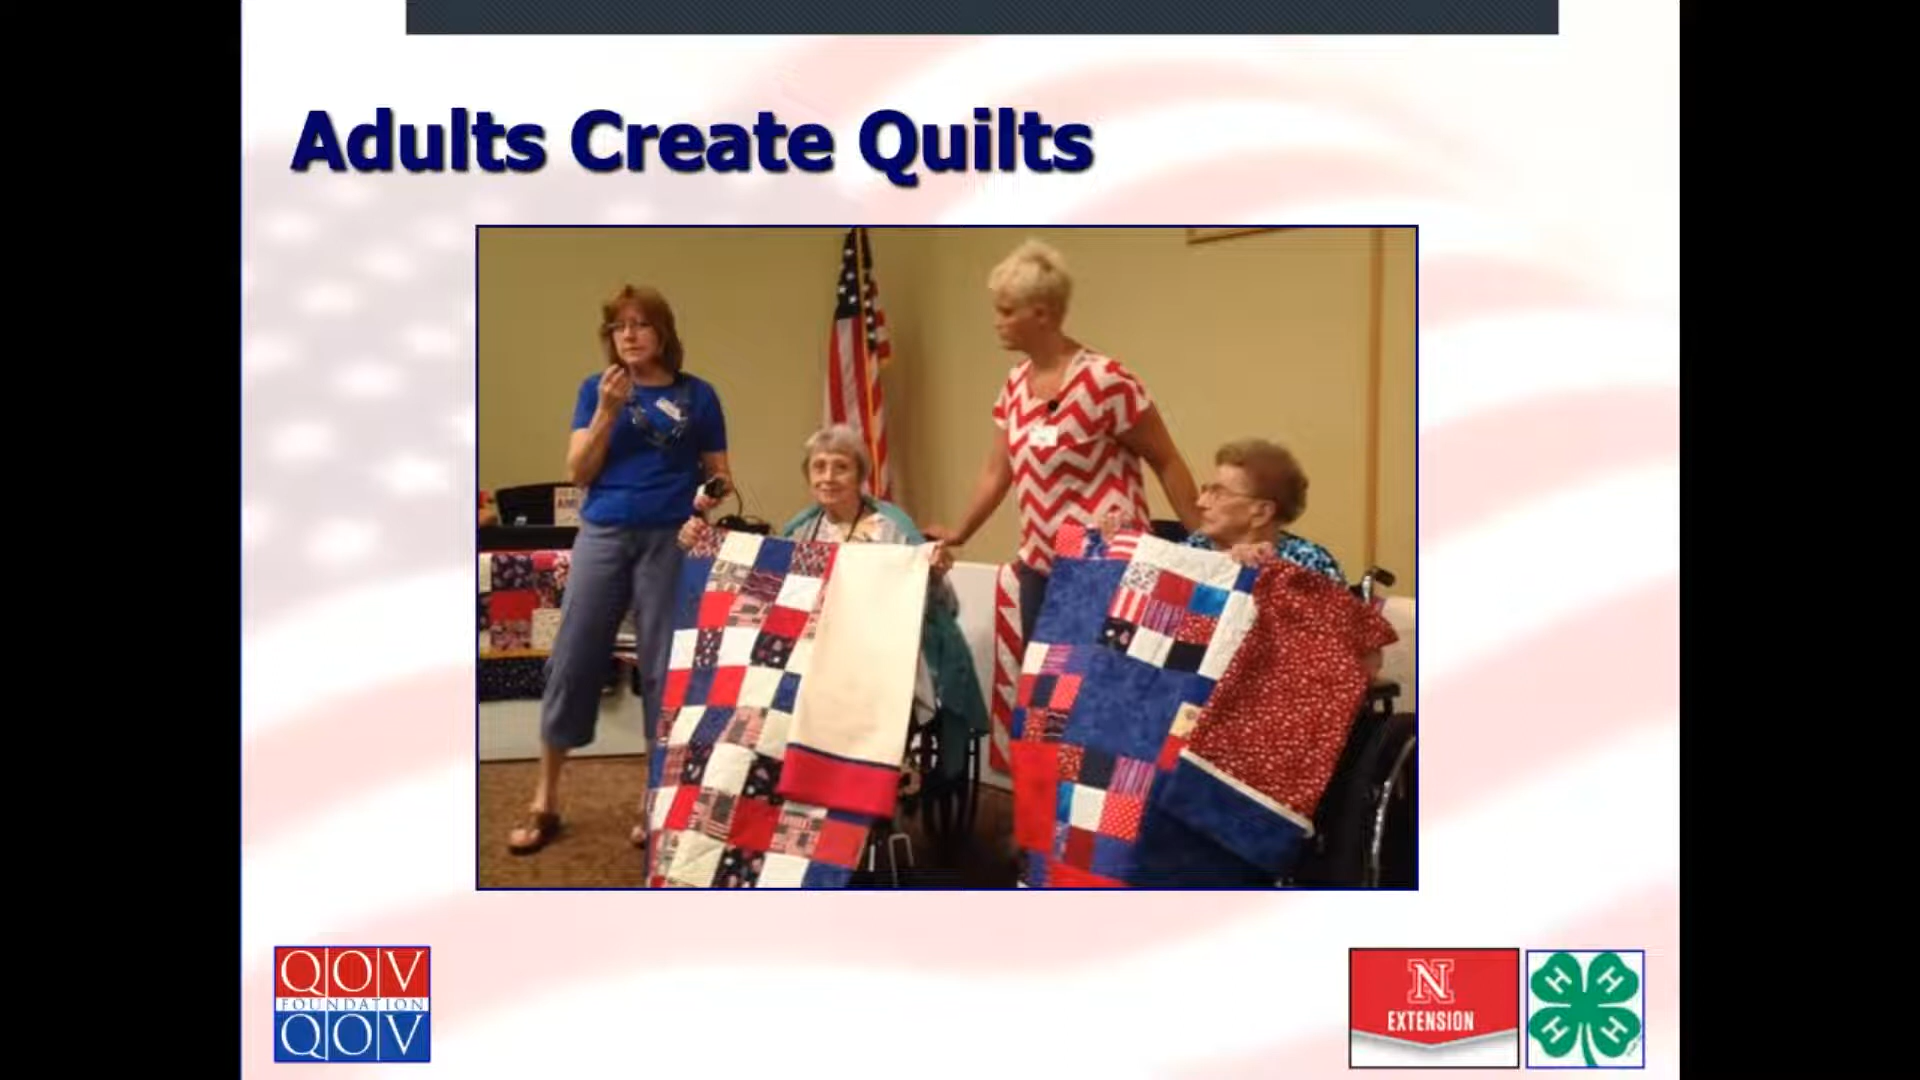 Adults Create Quilts
QOV
FOUNDATION
QOV
N
EXTENSION
H H
H H